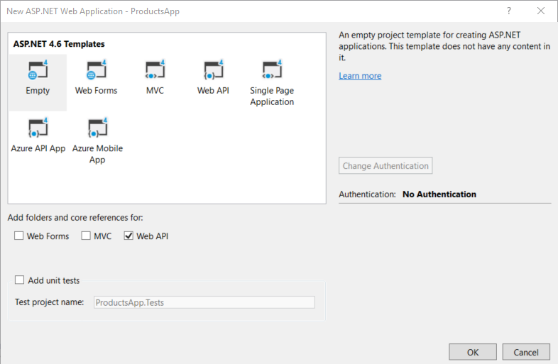 New ASP.NET Web Application - ProductsApp
ASP.NET 4.6 Templates
Empty
Web Forms
MVC
Web API
Single Page
Application
Azure API App
Azure Mobile
App
An empty project template for creating ASP.NET
applications. This template does not have any content in
it.
Learn more
Change Authentication
Authentication: No Authentication
Add folders and core references for:
Web Forms MVC Web API
Add unit tests
Test project name: ProductsApp.Tests
OK Cancel